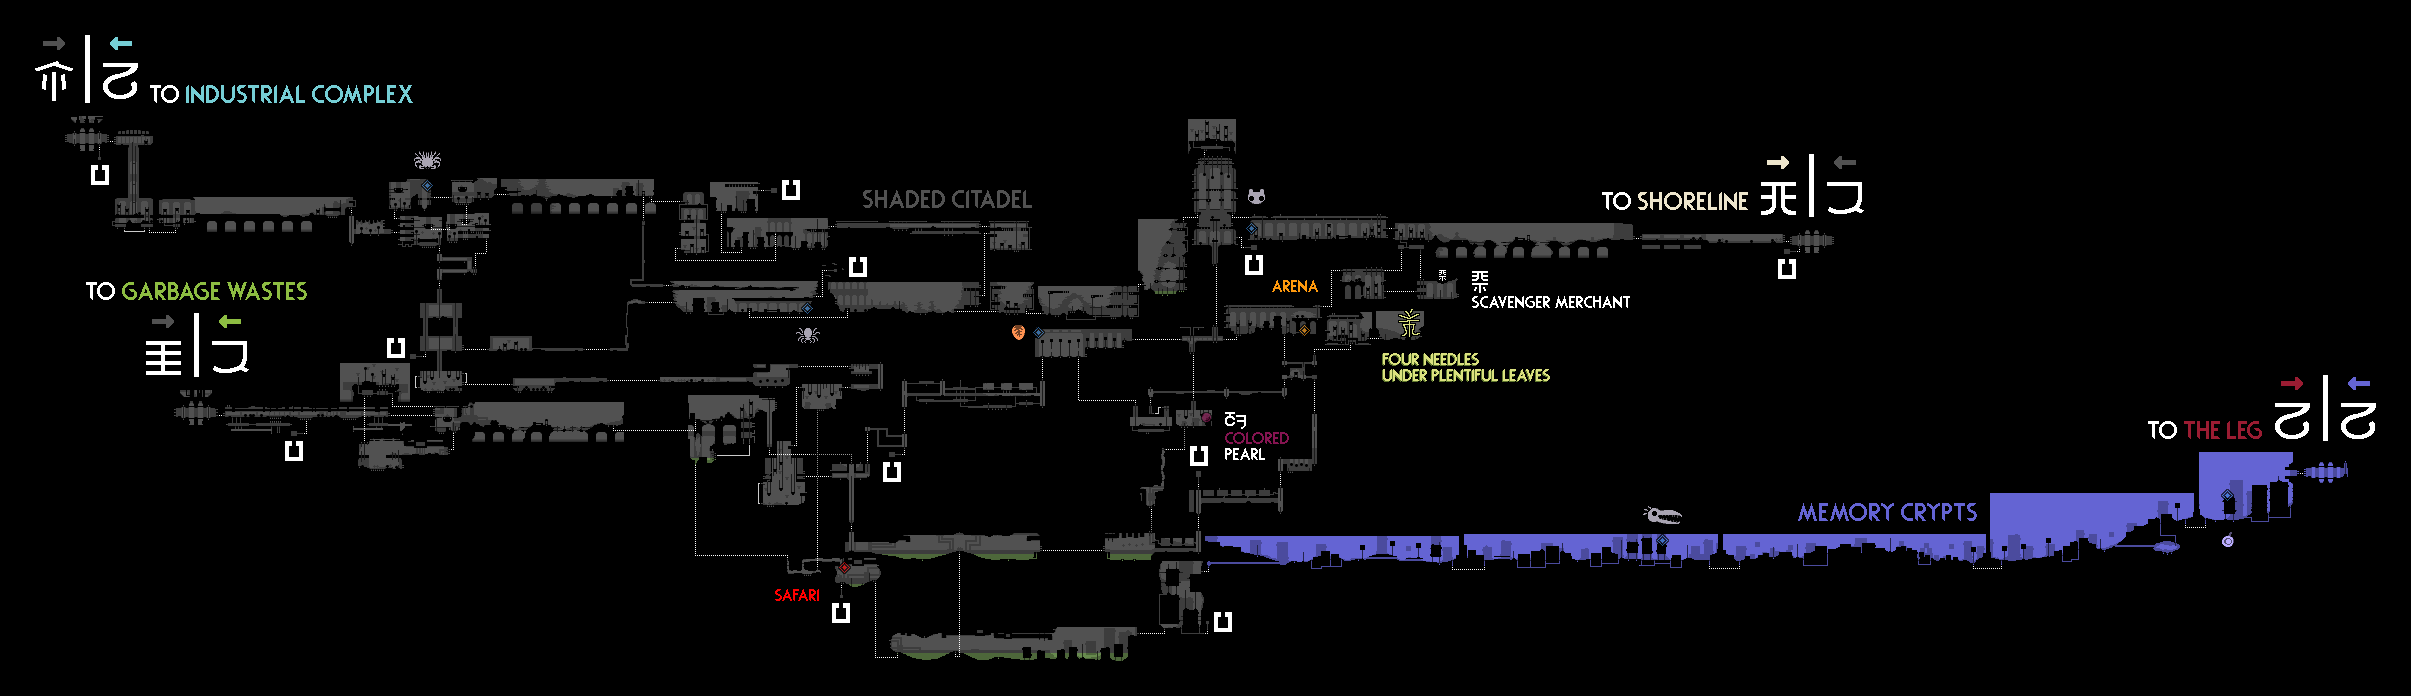 TO INDUSTRIAL COMPLEX
SHADED CITADEL
TO SHORELINE
TO GARBAGE WASTES
ARENA
SCAVENGER MERCHANT
FOUR NEEDLES
UNDER PLENTIFUL LEAVES
COLORED
PEARL
TO THE LEG
MEMORY CRYPTS
SAFARI